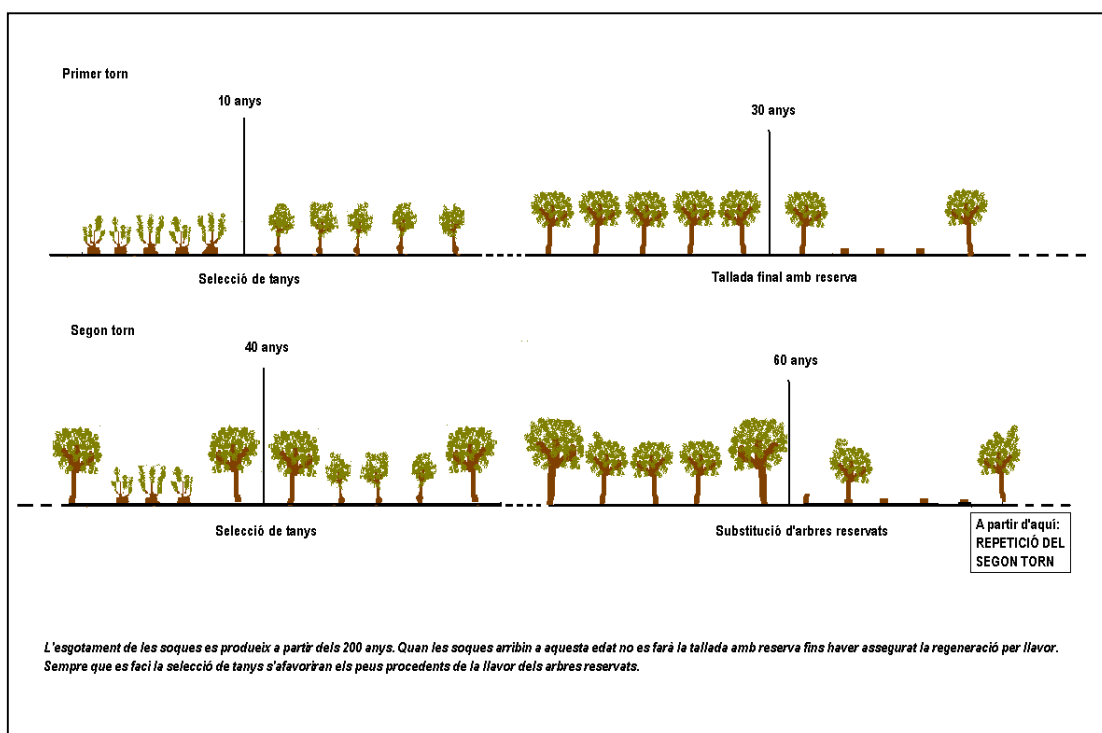 Primer torn
10 anys
30 anys
Selecció de tanys
Tallada final amb reserva
Segon torn
40 anys
60 anys
Selecció de tanys
Substitució d'arbres reservats
A partir d'aquí:
REPETICIÓ DEL
SEGON TORN
L'esgotament de les soques es produeix a partir dels 200 anys. Quan les soques arribin a aquesta edat no es farà la tallada amb reserva fins haver assegurat la regeneració per llavor.
Sempre que es faci la selecció de tanys s'afavoriran els peus procedents de la llavor dels arbres reservats.